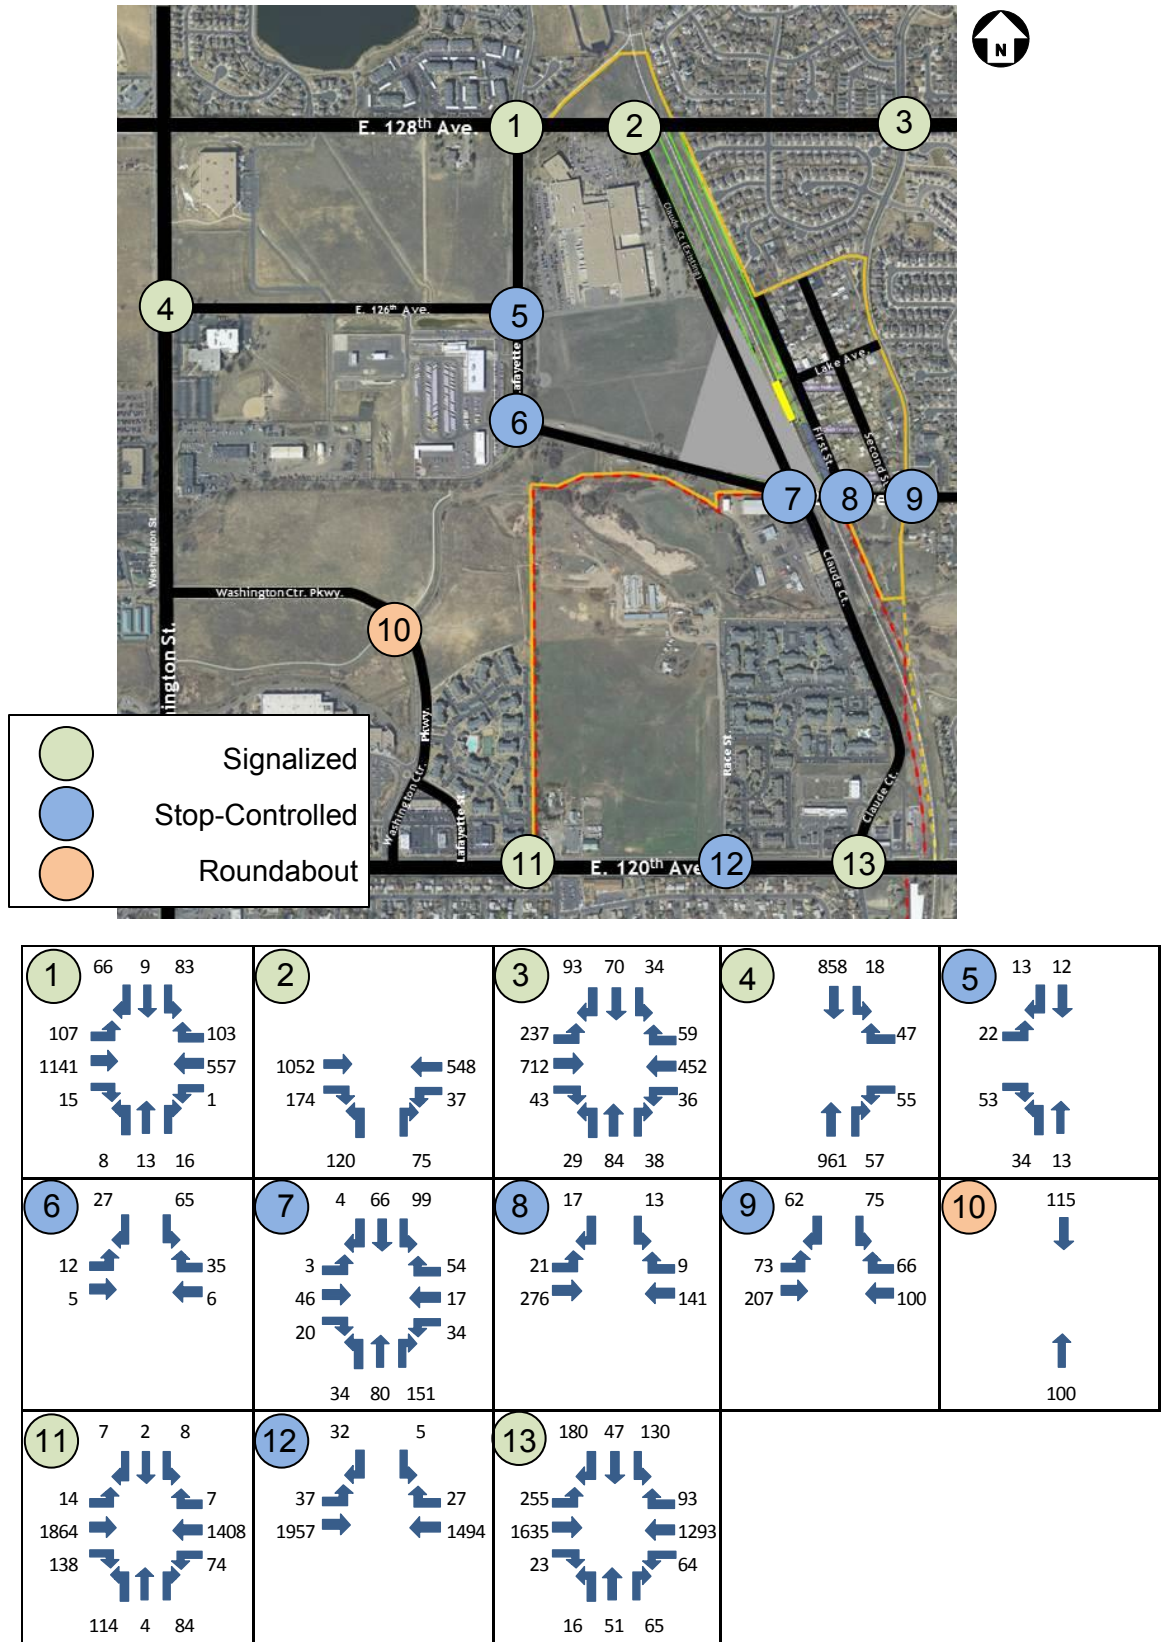 N
E. 128th Ave.
1
2
3
Claude Ct (Existing)
4
E. 126th Ave.
5
Lafayette
Lake Ave.
6
First St.
Second S
7
8
9
e
Washington St
Claude Ct.
Washington Ctr. Pkwy.
10
ington St.
Pkwy.
Race St.
Washington Ctr.
Lafayette St.
Claude Ct.
11
E. 120th Ave
12
13
Signalized
Stop-Controlled
Roundabout
1
66 9 83
107 103
1141 557
15 1
8 13 16
2
1052 548
174 37
120 75
3
93 70 34
237 59
712 452
43 36
29 84 38
4
858 18
47
55
961 57
5
13 12
22
53
34 13
6
27 65
12 35
5 6
7
4 66 99
3 54
46 17
20 34
34 80 151
8
17 13
21 9
276 141
9
62 75
73 66
207 100
10
115
100
11
7 2 8
14 7
1864 1408
138 74
114 4 84
12
32 5
37 27
1957 1494
13
180 47 130
255 93
1635 1293
23 64
16 51 65